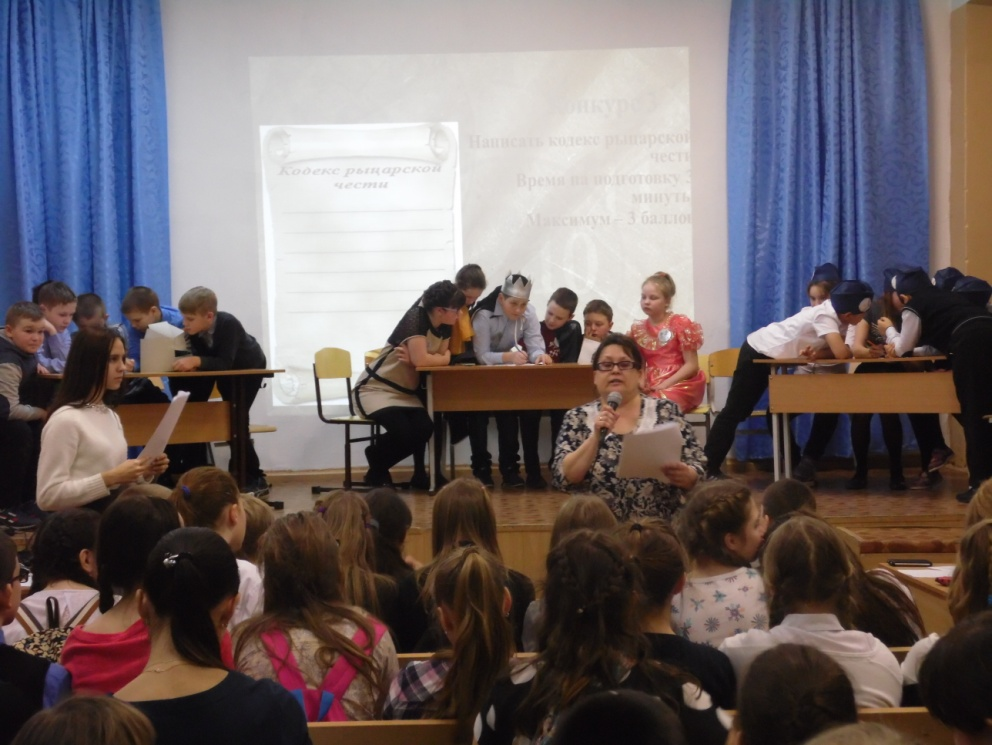 Кодекс рыцарской
чести
Написать кодекс рыцарской
чести
Время на подготовку 3
минуты
Максимум – 3 баллов